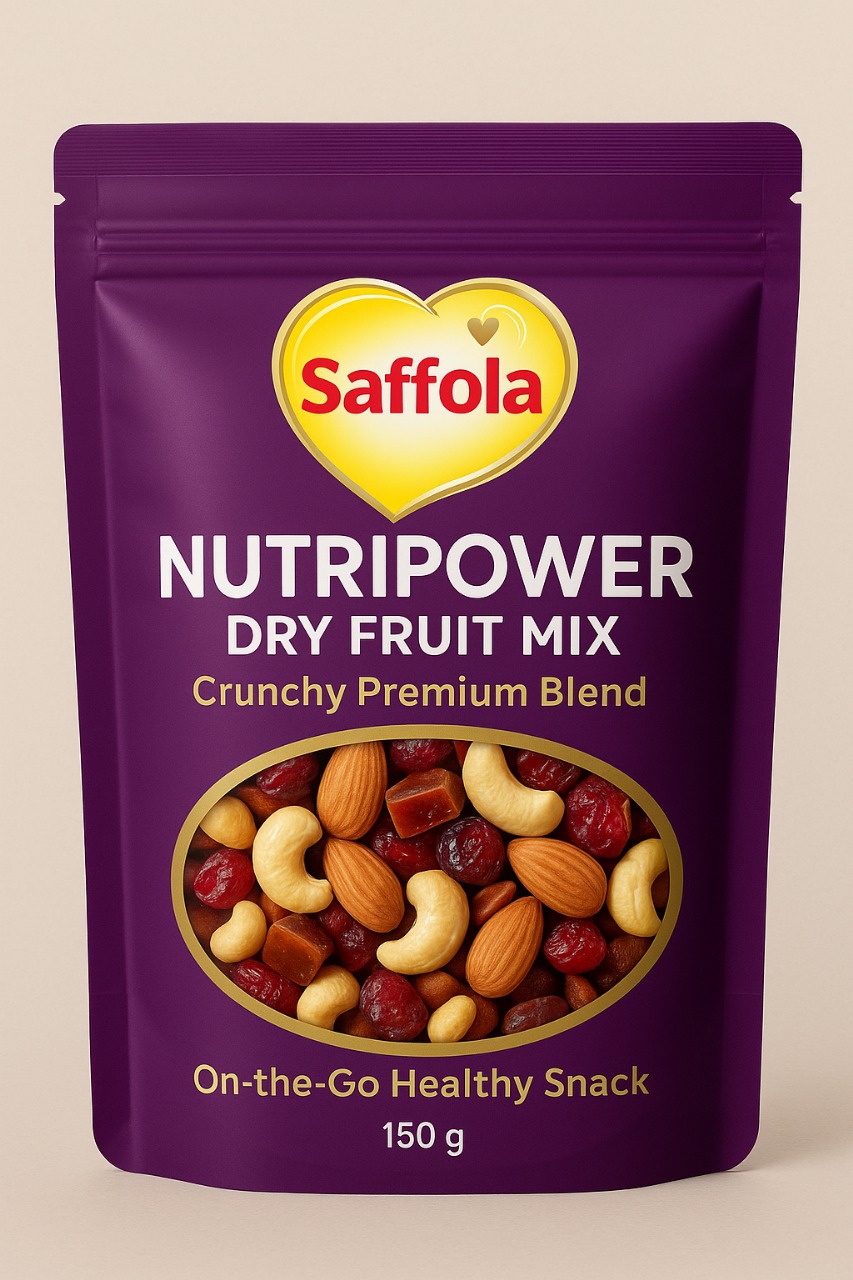 Saffola
NUTRIPOWER
DRY FRUIT MIX
Crunchy Premium Blend
On-the-Go Healthy Snack
150 g